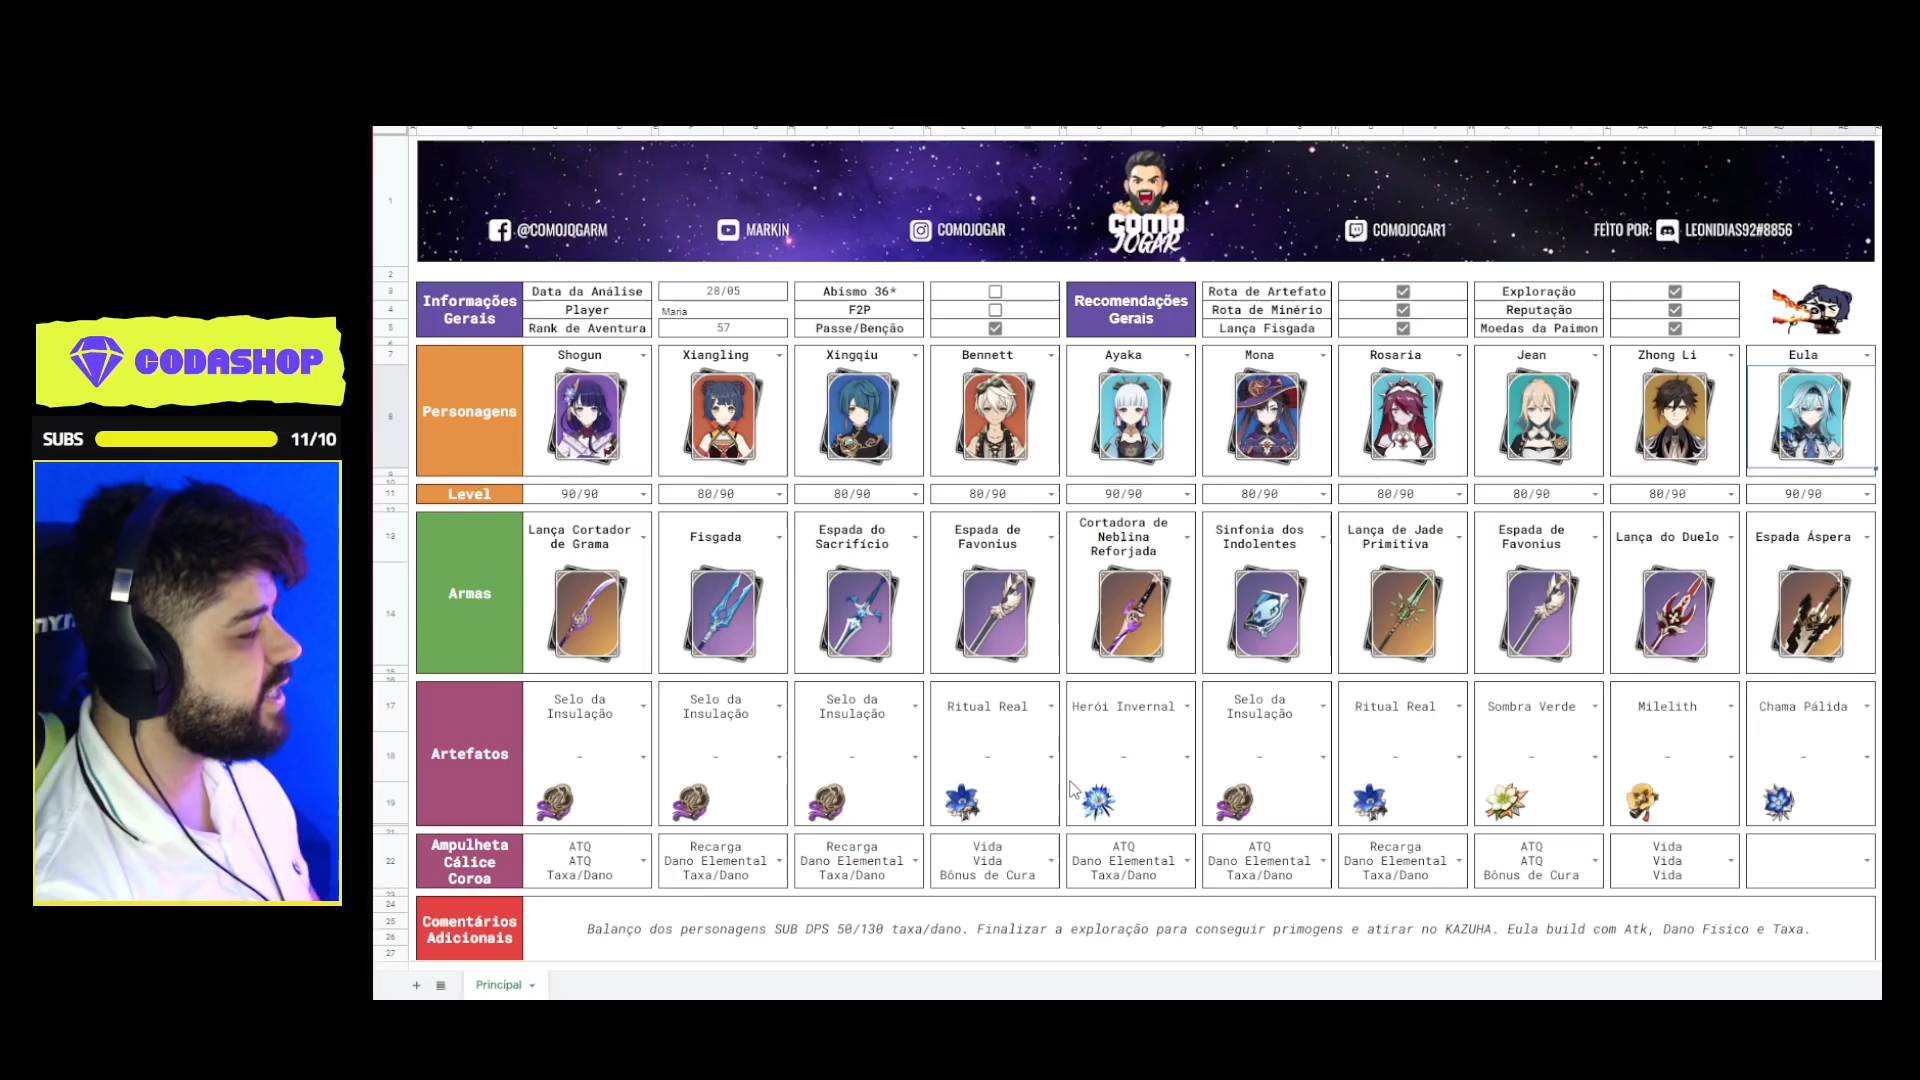 @COMOJOGARM
MARKIN
COMOJOGAR
COMO
JOGAR
COMOJOGAR1
FEITO POR: LEONIDIAS92#8856
Informações
Gerais
Data da Análise
28/05
Abismo 36*
Player
Maria
F2P
Rank de Aventura
57
Passe/Benção
Recomendações
Gerais
Rota de Artefato
Exploração
Rota de Minério
Reputação
Lança Fisgada
Moedas da Paimon
CODASHOP
SUBS 11/10
Personagens
Shogun
Xiangling
Xingqiu
Bennett
Ayaka
Mona
Rosaria
Jean
Zhong Li
Eula
Level
90/90
80/90
80/90
80/90
90/90
80/90
80/90
80/90
80/90
90/90
Armas
Lança Cortador
de Grama
Fisgada
Espada do
Sacrifício
Espada de
Favonius
Cortadora de
Neblina
Reforjada
Sinfonia dos
Indolentes
Lança de Jade
Primitiva
Espada de
Favonius
Lança do Duelo
Espada Áspera
Artefatos
Selo da
Insulação
Selo da
Insulação
Selo da
Insulação
Ritual Real
Herói Invernal
Selo da
Insulação
Ritual Real
Sombra Verde
Milelith
Chama Pálida
Ampulheta
Cálice
Coroa
ATQ
ATQ
Taxa/Dano
Recarga
Dano Elemental
Taxa/Dano
Recarga
Dano Elemental
Taxa/Dano
Vida
Vida
Bônus de Cura
ATQ
Dano Elemental
Taxa/Dano
ATQ
Dano Elemental
Taxa/Dano
Recarga
Dano Elemental
Taxa/Dano
ATQ
ATQ
Bônus de Cura
Vida
Vida
Vida
Comentários
Adicionais
Balanço dos personagens SUB DPS 50/130 taxa/dano. Finalizar a exploração para conseguir primogens e atirar no KAZUHA. Eula build com Atk, Dano Físico e Taxa.
Principal